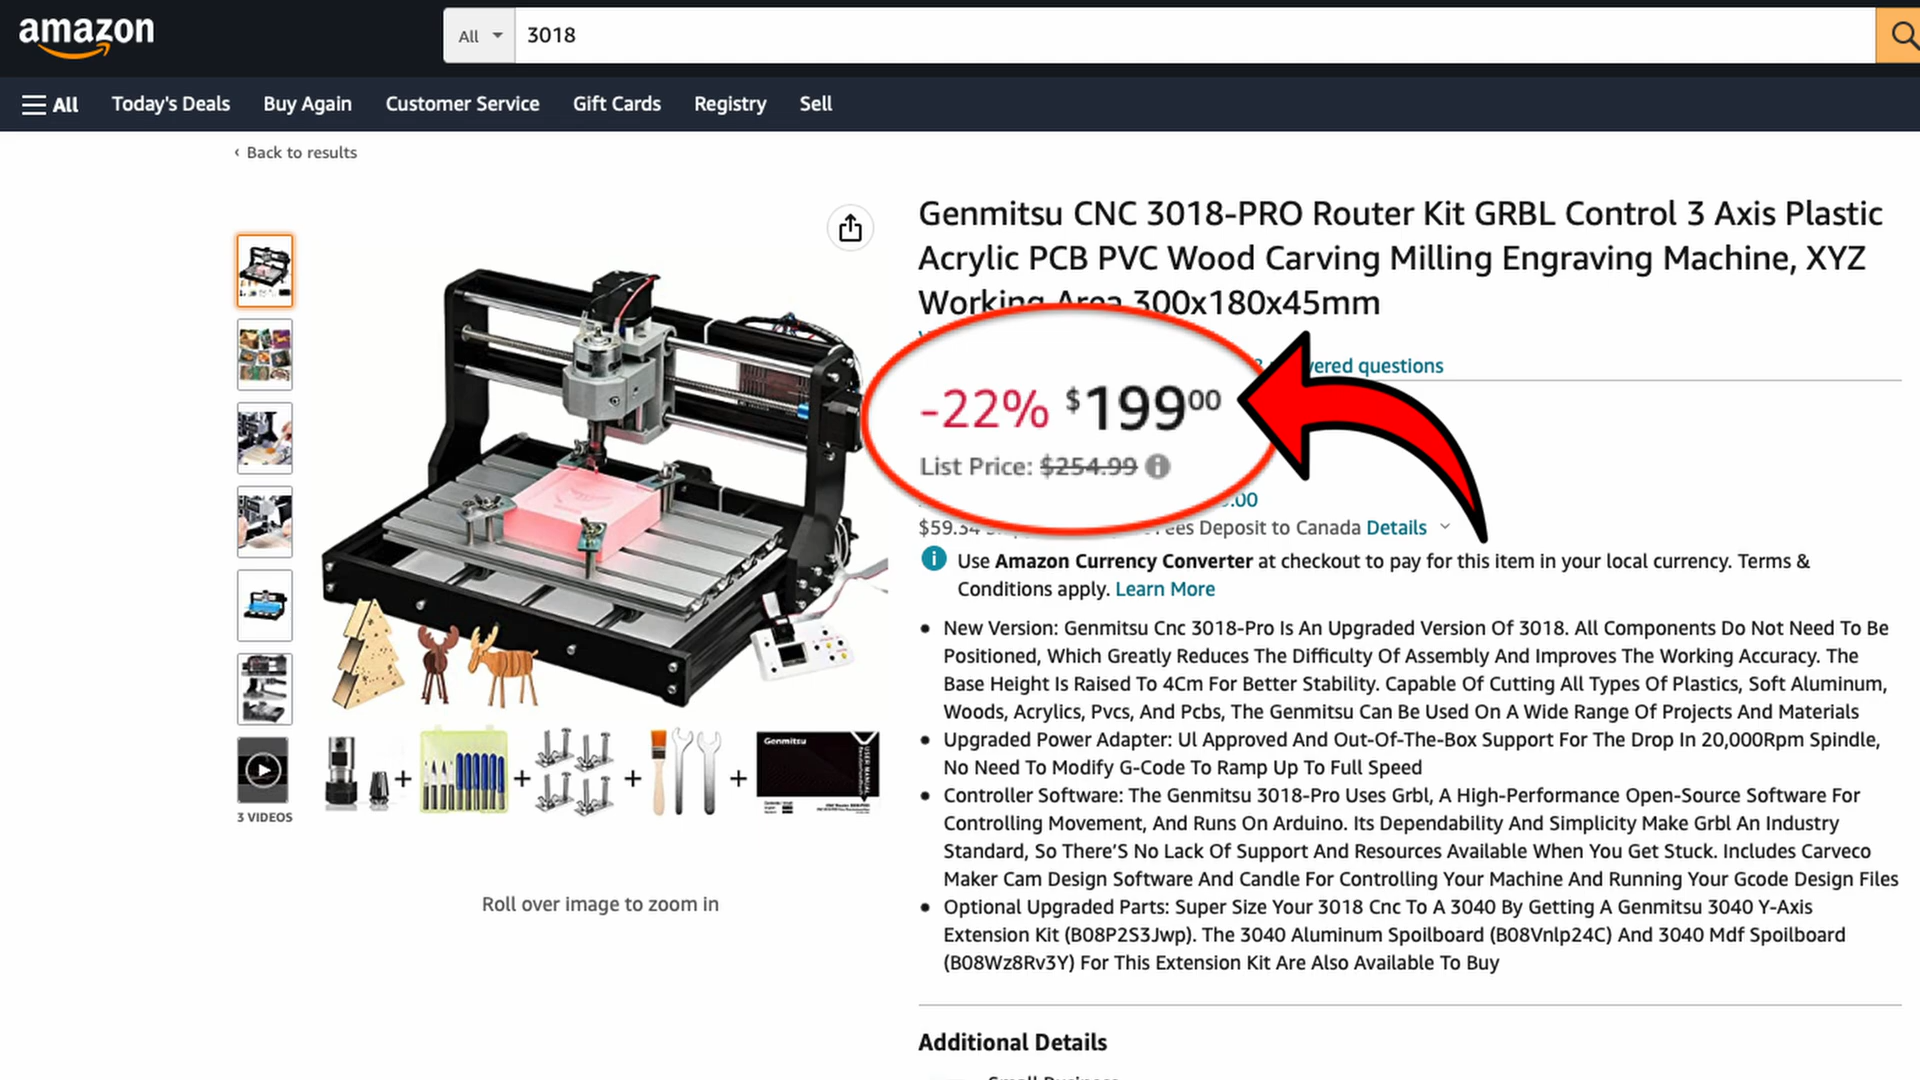 amazon
All
3018
All Today's Deals Buy Again Customer Service Gift Cards Registry Sell
‹ Back to results
Genmitsu CNC 3018-PRO Router Kit GRBL Control 3 Axis Plastic
Acrylic PCB PVC Wood Carving Milling Engraving Machine, XYZ
Working Area 300x180x45mm
answered questions
-22% $199.00
List Price: $254.99
$59.34 Fees Deposit to Canada Details
Use Amazon Currency Converter at checkout to pay for this item in your local currency. Terms &
Conditions apply. Learn More
• New Version: Genmitsu Cnc 3018-Pro Is An Upgraded Version Of 3018. All Components Do Not Need To Be
Positioned, Which Greatly Reduces The Difficulty Of Assembly And Improves The Working Accuracy. The
Base Height Is Raised To 4Cm For Better Stability. Capable Of Cutting All Types Of Plastics, Soft Aluminum,
Woods, Acrylics, Pvcs, And Pcbs, The Genmitsu Can Be Used On A Wide Range Of Projects And Materials
• Upgraded Power Adapter: Ul Approved And Out-Of-The-Box Support For The Drop In 20,000Rpm Spindle,
No Need To Modify G-Code To Ramp Up To Full Speed
• Controller Software: The Genmitsu 3018-Pro Uses Grbl, A High-Performance Open-Source Software For
Controlling Movement, And Runs On Arduino. Its Dependability And Simplicity Make Grbl An Industry
Standard, So There'S No Lack Of Support And Resources Available When You Get Stuck. Includes Carveco
Maker Cam Design Software And Candle For Controlling Your Machine And Running Your Gcode Design Files
• Optional Upgraded Parts: Super Size Your 3018 Cnc To A 3040 By Getting A Genmitsu 3040 Y-Axis
Extension Kit (B08P2S3Jwp). The 3040 Aluminum Spoilboard (B08Vnlp24C) And 3040 Mdf Spoilboard
(B08Wz8Rv3Y) For This Extension Kit Are Also Available To Buy
Additional Details
Small Business
Genmitsu
USER MANUAL
3 VIDEOS
Roll over image to zoom in